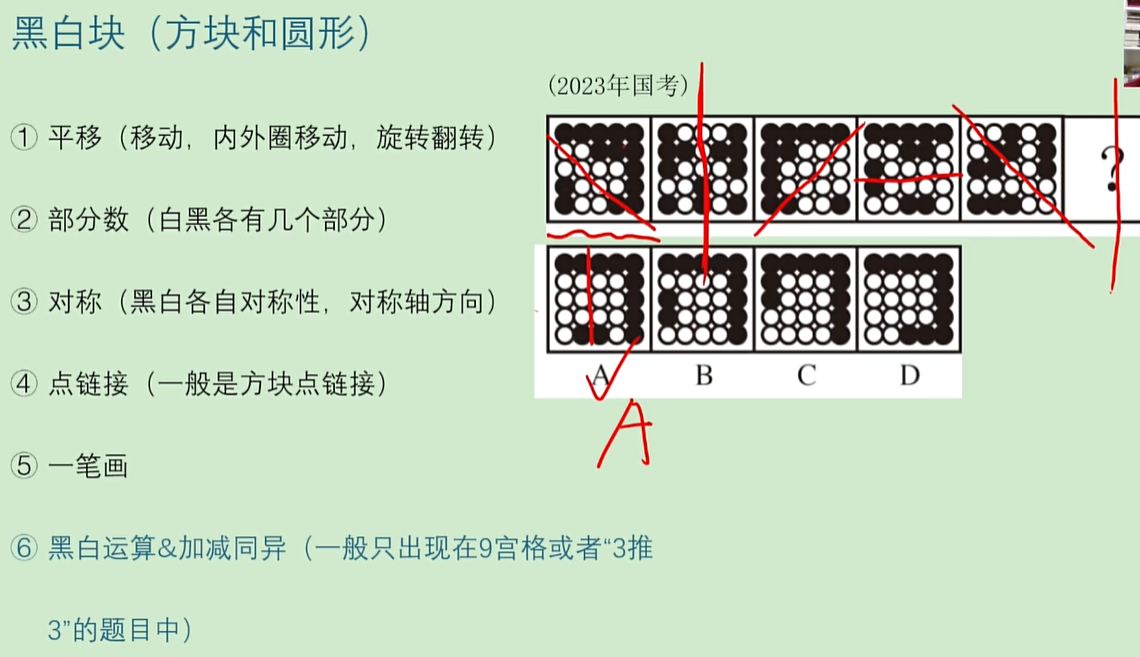 黑白块（方块和圆形）
(2023年国考)
① 平移（移动，内外圈移动，旋转翻转）
② 部分数（白黑各有几个部分）
③ 对称（黑白各自对称性，对称轴方向）
?
A B C D
A
④ 点链接（一般是方块点链接）
⑤ 一笔画
⑥ 黑白运算&加减同异（一般只出现在9宫格或者“3推
3”的题目中）